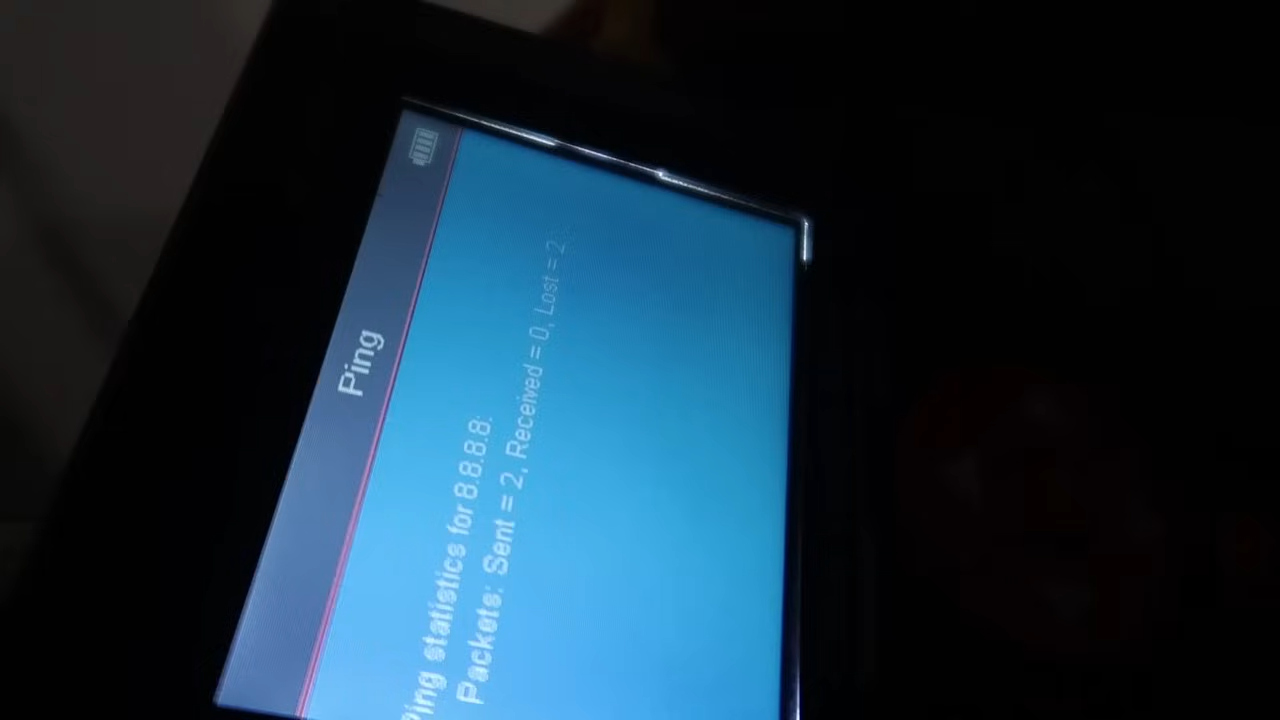 Ping
Ping statistics for 8.8.8.8:
Packets: Sent = 2, Received = 0, Lost = 2